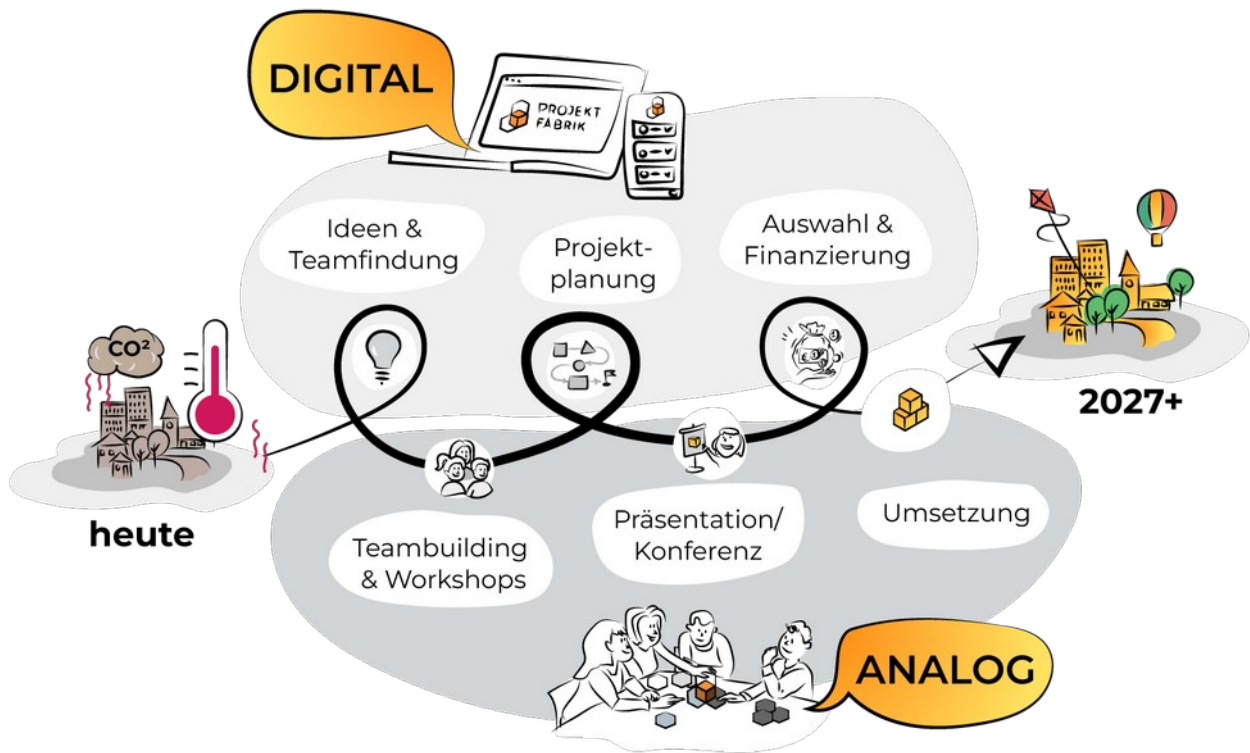 DIGITAL
PROJEKT
FABRIK
Ideen &
Teamfindung
Projekt-
planung
Auswahl &
Finanzierung
CO²
heute
2027+
Teambuilding
& Workshops
Präsentation/
Konferenz
Umsetzung
ANALOG